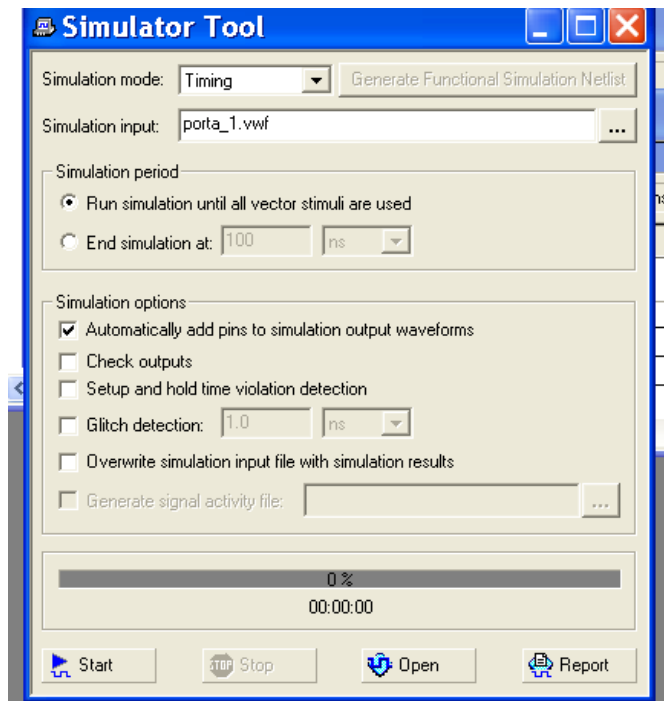 Simulator Tool
Simulation mode: Timing Generate Functional Simulation Netlist
Simulation input: porta_1.vwf ...
Simulation period
Run simulation until all vector stimuli are used
End simulation at: 100 ns
Simulation options
Automatically add pins to simulation output waveforms
Check outputs
Setup and hold time violation detection
Glitch detection: 1.0 ns
Overwrite simulation input file with simulation results
Generate signal activity file: ...
0 %
00:00:00
Start STOP Stop Open Report